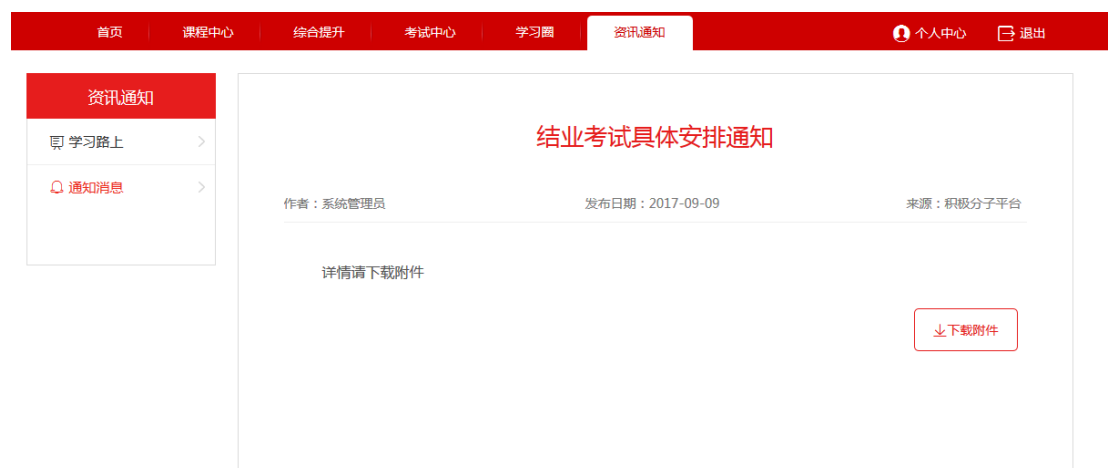 首页 课程中心 综合提升 考试中心 学习圈 资讯通知 个人中心 退出
资讯通知
学习路上
通知消息
结业考试具体安排通知
作者：系统管理员 发布日期：2017-09-09 来源：积极分子平台
详情请下载附件
下载附件